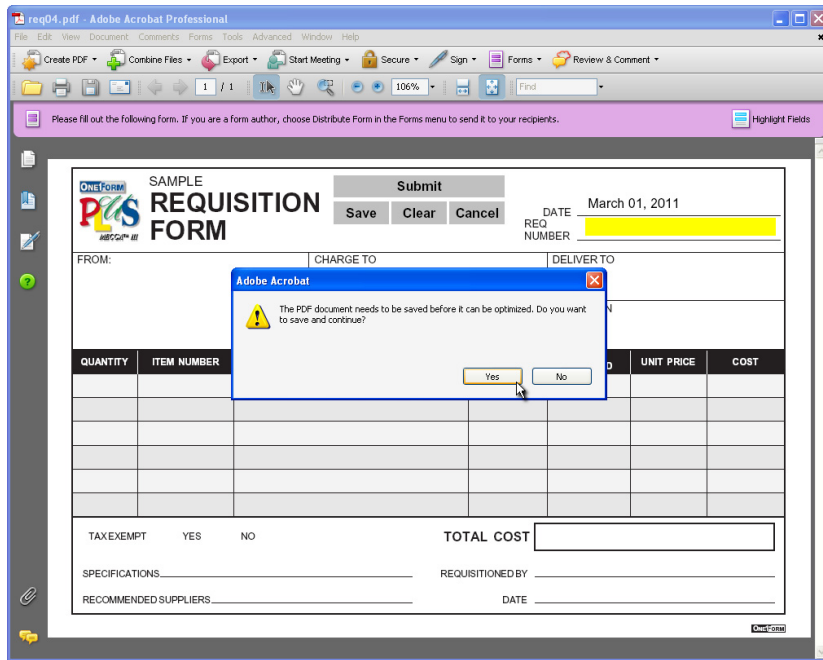 req04.pdf - Adobe Acrobat Professional
File Edit View Document Comments Forms Tools Advanced Window Help
Create PDF Combine Files Export Start Meeting Secure Sign Forms Review & Comment
1 / 1 106% Find
Please fill out the following form. If you are a form author, choose Distribute Form in the Forms menu to send it to your recipients. Highlight Fields
ONEFORM
PLUS
SAMPLE
REQUISITION
FORM
Submit
Save Clear Cancel
DATE March 01, 2011
REQ
NUMBER
FROM: CHARGE TO DELIVER TO
Adobe Acrobat
The PDF document needs to be saved before it can be optimized. Do you want
to save and continue?
Yes No
N
QUANTITY ITEM NUMBER D UNIT PRICE COST
TAX EXEMPT YES NO TOTAL COST
SPECIFICATIONS REQUISITIONED BY
RECOMMENDED SUPPLIERS DATE
ONEFORM